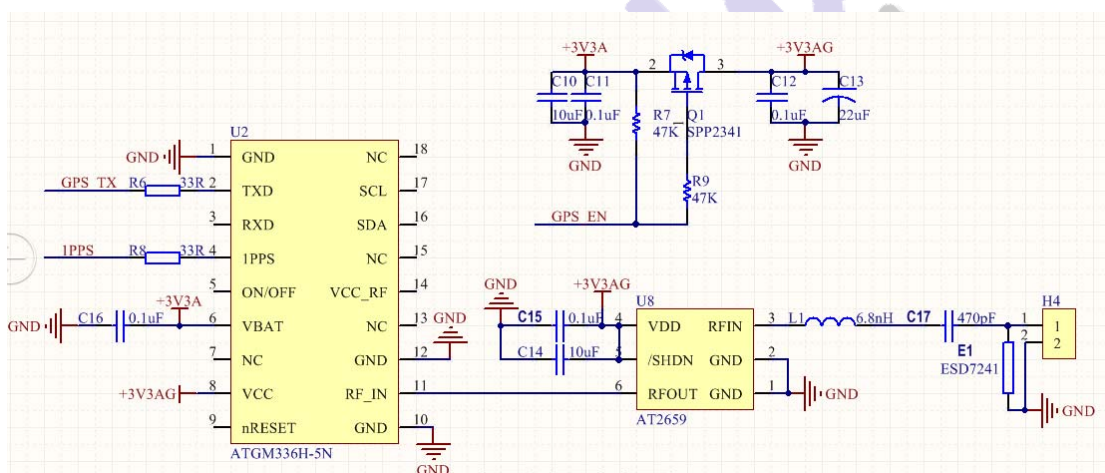 +3V3A
+3V3AG
2
3
C10
C11
C12
C13
10uF
0.1uF
R7
47K
Q1
SPP2341
0.1uF
22uF
GND
GND
R9
47K
GPS_EN
U2
GND
1
GND
NC
18
GPS_TX
R6
33R
2
TXD
SCL
17
3
RXD
SDA
16
1PPS
R8
33R
4
1PPS
NC
15
5
ON/OFF
VCC_RF
14
+3V3A
GND
C16
0.1uF
6
VBAT
NC
13
GND
7
NC
GND
12
+3V3AG
8
VCC
RF_IN
11
9
nRESET
GND
10
ATGM336H-5N
GND
GND
+3V3AG
U8
C15
0.1uF
4
VDD
RFIN
3
L1
6.8nH
C17
470pF
H4
1
1
2
2
C14
10uF
5
/SHDN
GND
2
E1
ESD7241
6
RFOUT
GND
1
GND
GND
AT2659